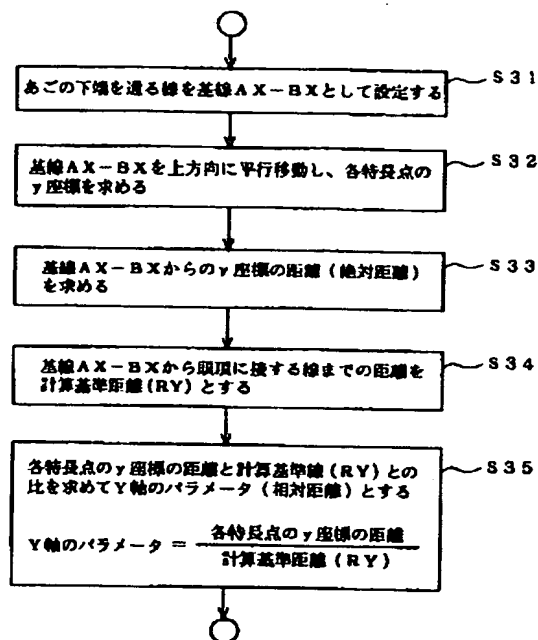 あごの下端を通る線を基線AX-BXとして設定する
S31
基線AX-BXを上方向に平行移動し、各特長点の
y座標を求める
S32
基線AX-BXからのy座標の距離(絶対距離)
を求める
S33
基線AX-BXから頭頂に接する線までの距離を
計算基準距離(RY)とする
S34
各特長点のy座標の距離と計算基準線(RY)との
比を求めてY軸のパラメータ(相対距離)とする
Y軸のパラメータ = 各特長点のy座標の距離
計算基準距離(RY)
S35